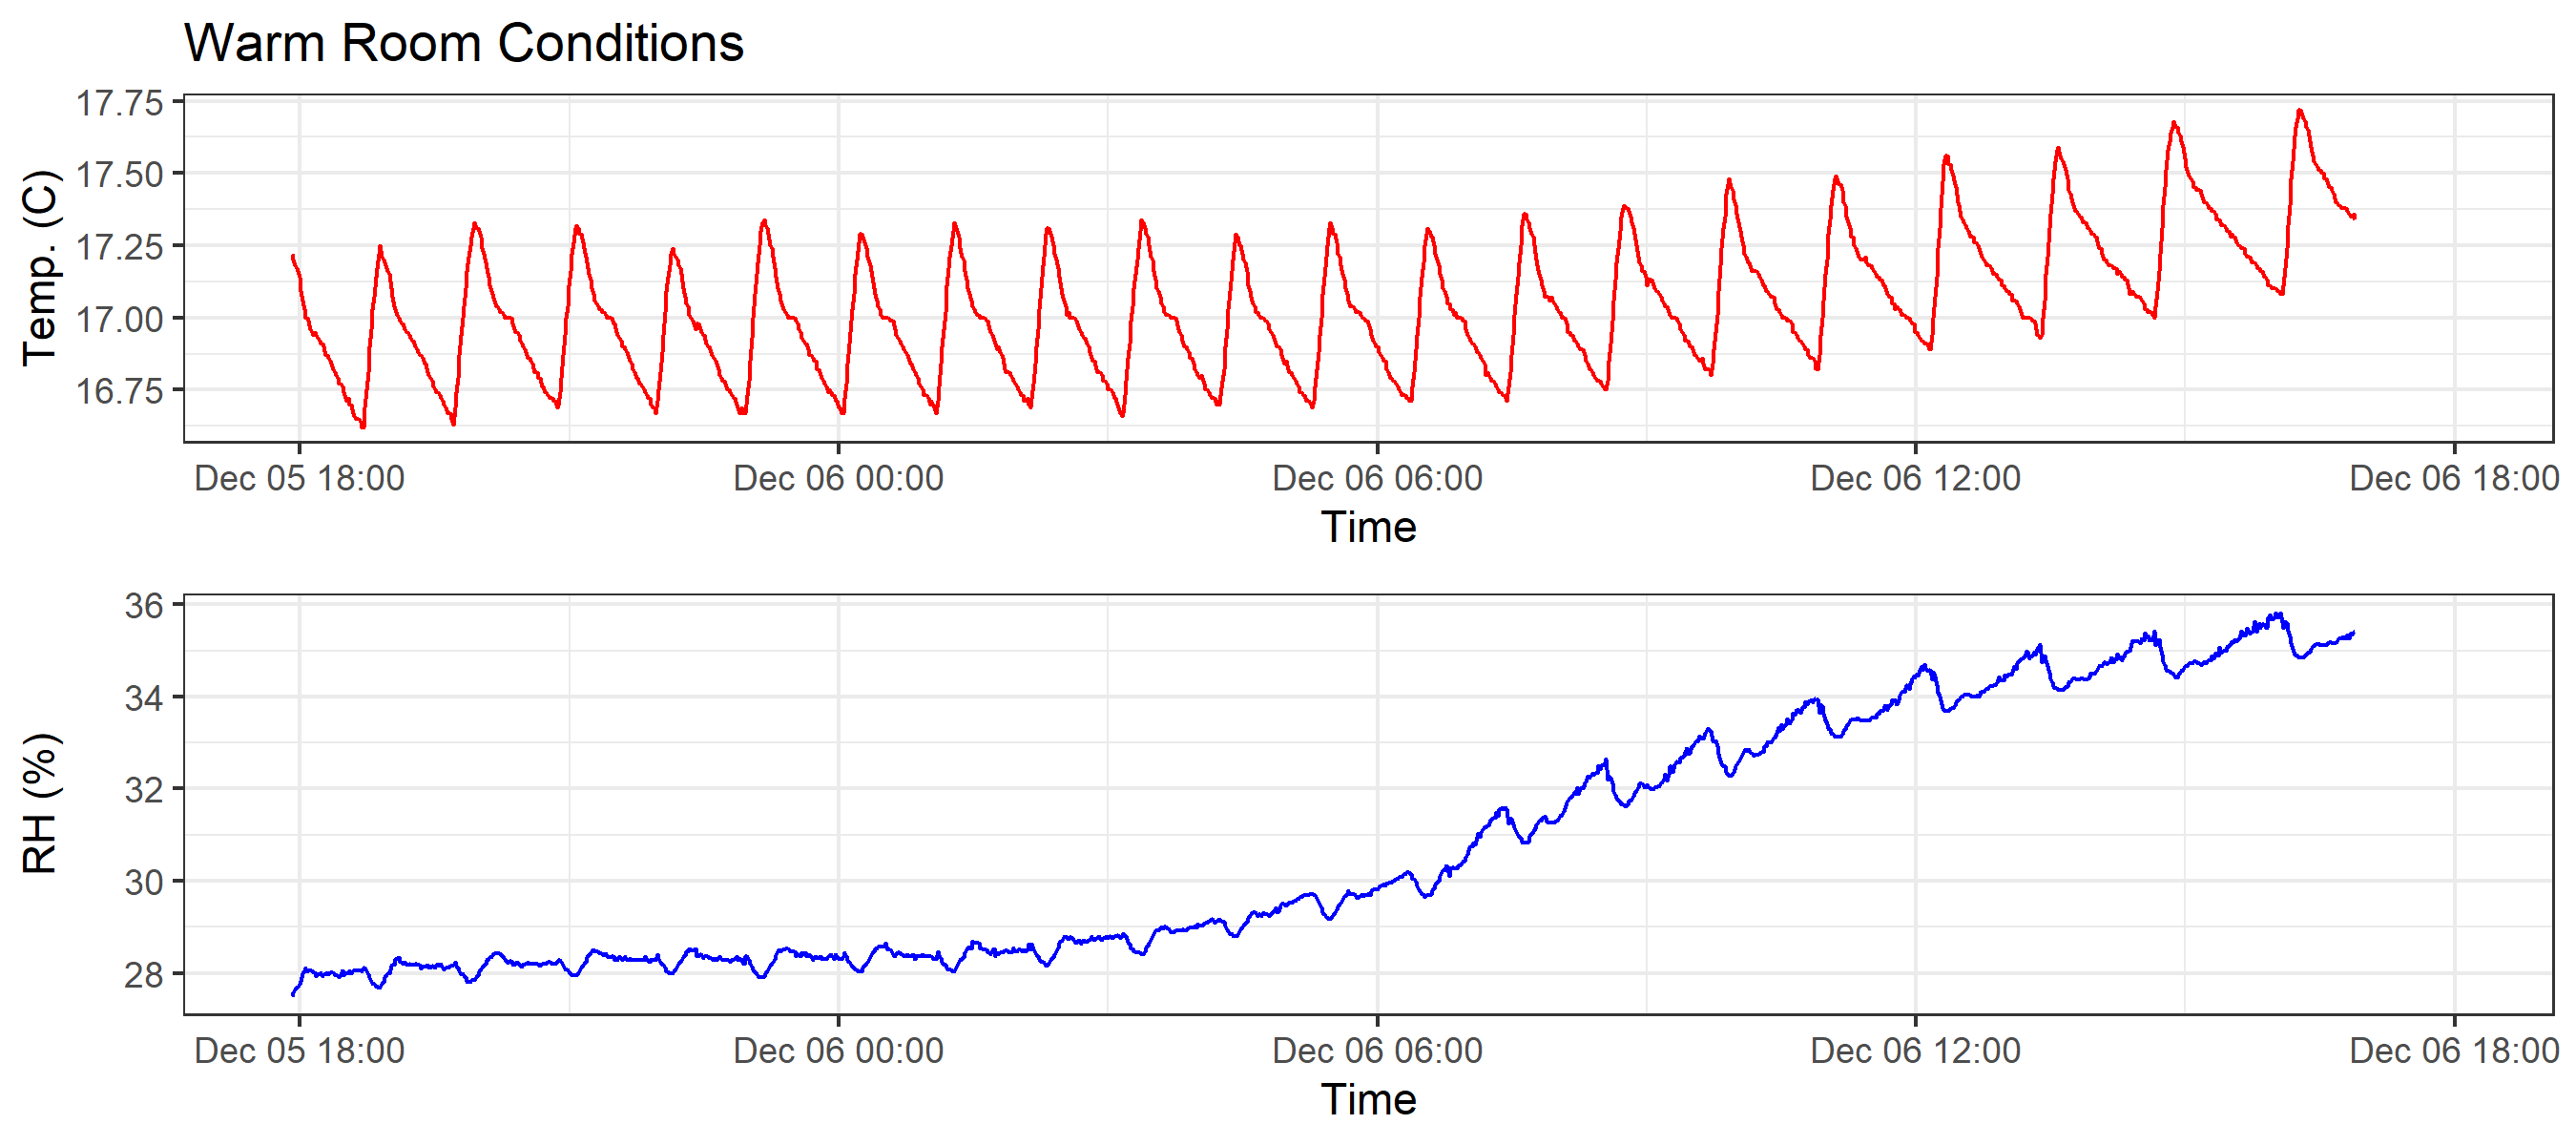 Warm Room Conditions
Temp. (C)
17.75
17.50
17.25
17.00
16.75
Dec 05 18:00 Dec 06 00:00 Dec 06 06:00 Dec 06 12:00 Dec 06 18:00
Time
RH (%)
36
34
32
30
28
Dec 05 18:00 Dec 06 00:00 Dec 06 06:00 Dec 06 12:00 Dec 06 18:00
Time